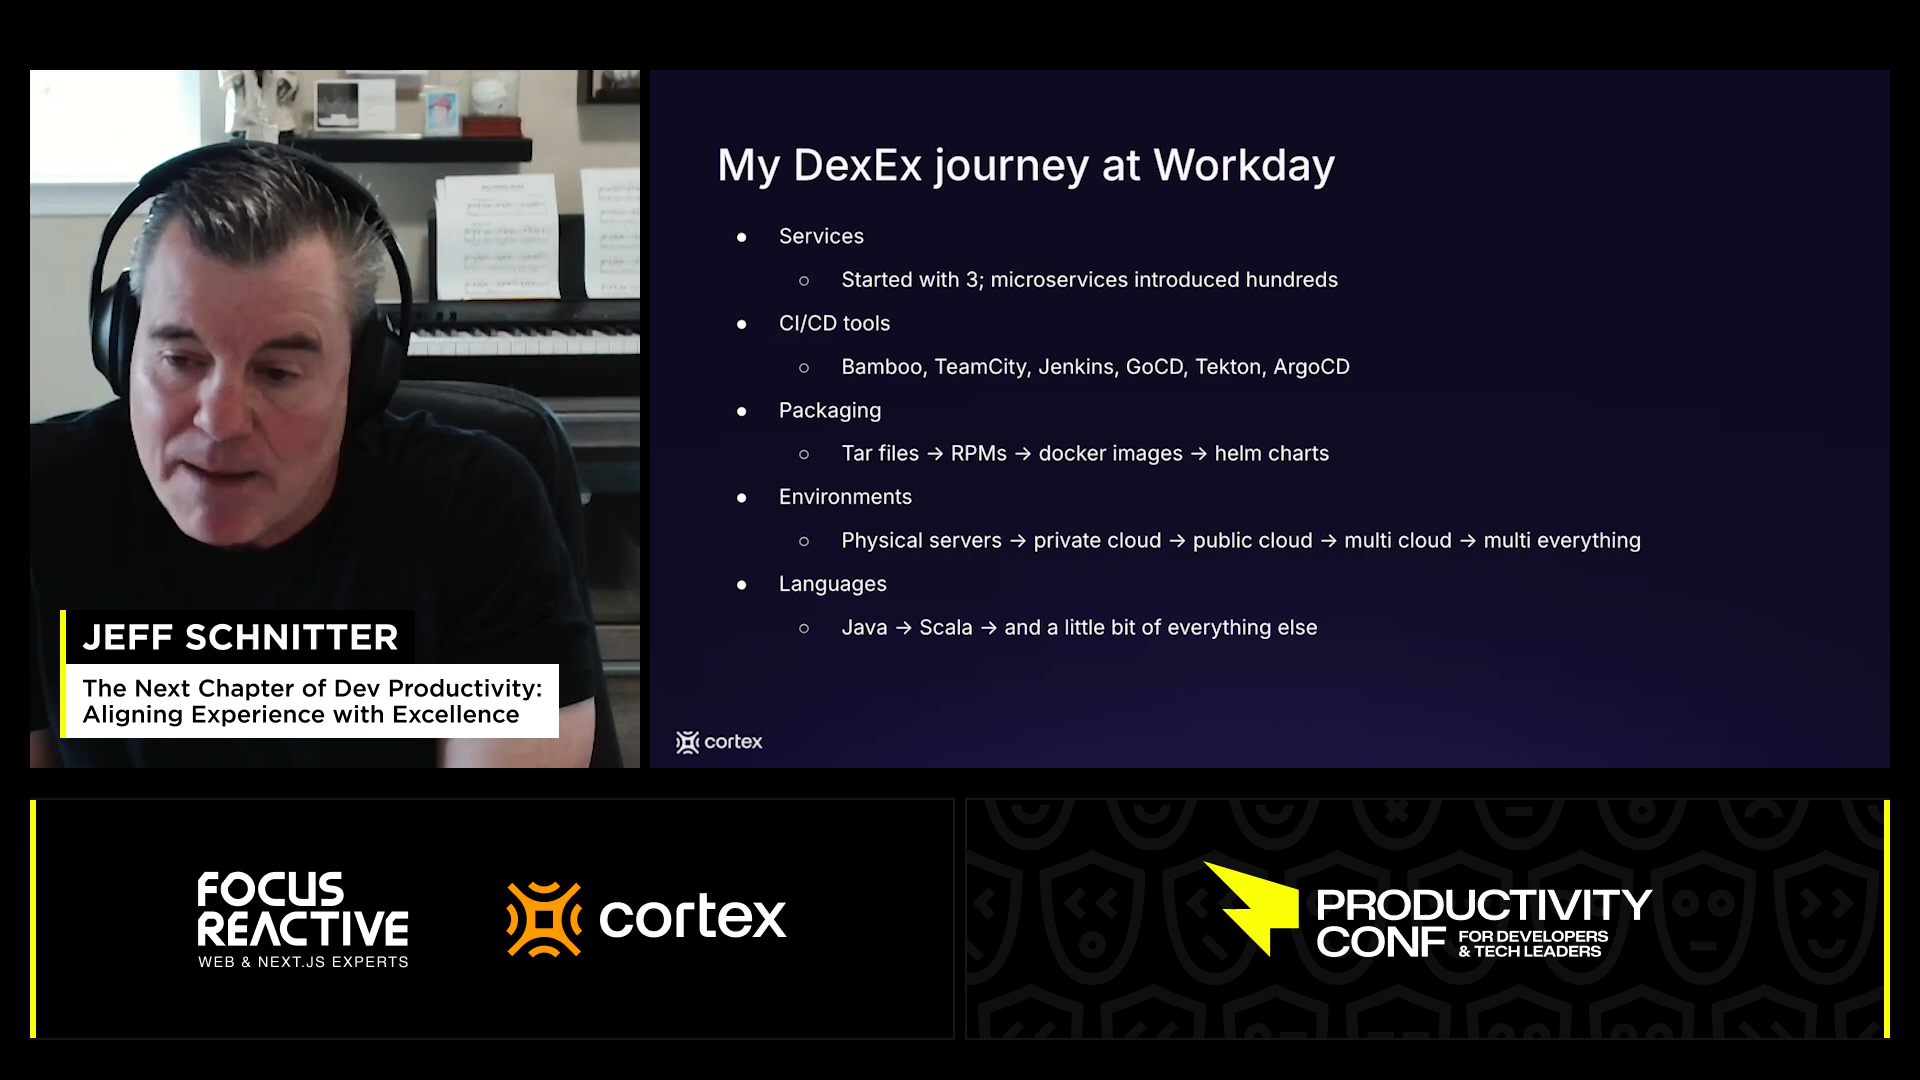 My DexEx journey at Workday
● Services
○ Started with 3; microservices introduced hundreds
● CI/CD tools
○ Bamboo, TeamCity, Jenkins, GoCD, Tekton, ArgoCD
● Packaging
○ Tar files → RPMs → docker images → helm charts
● Environments
○ Physical servers → private cloud → public cloud → multi cloud → multi everything
● Languages
○ Java → Scala → and a little bit of everything else
cortex
JEFF SCHNITTER
The Next Chapter of Dev Productivity:
Aligning Experience with Excellence
FOCUS
REACTIVE
WEB & NEXT.JS EXPERTS
cortex
PRODUCTIVITY
CONF FOR DEVELOPERS
& TECH LEADERS